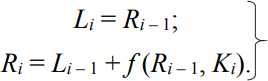 Lᵢ = Rᵢ₋₁;
Rᵢ = Lᵢ₋₁ + f(Rᵢ₋₁, Kᵢ).